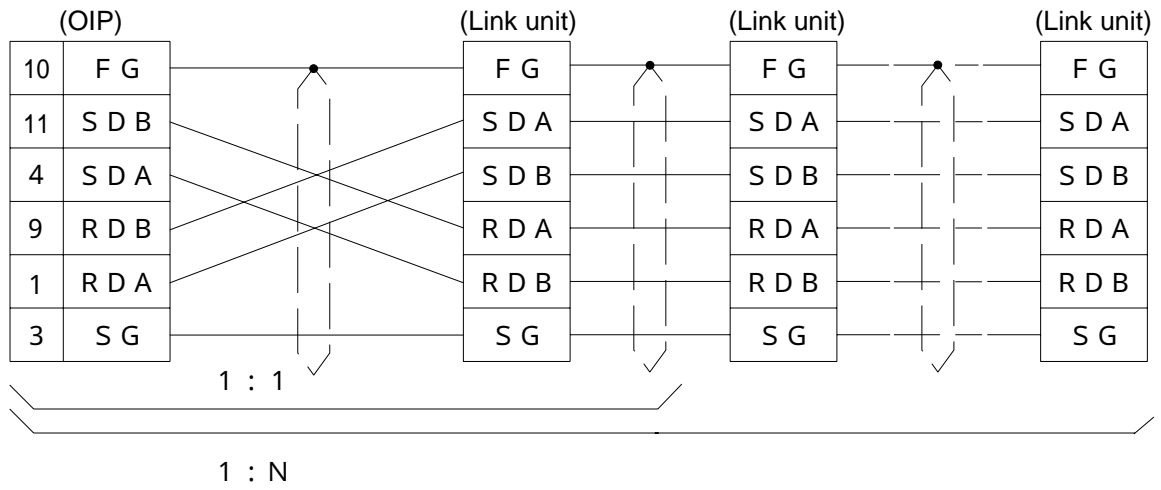 (OIP) (Link unit) (Link unit) (Link unit)
10 F G F G F G F G
11 S D B S D A S D A S D A
4 S D A S D B S D B S D B
9 R D B R D A R D A R D A
1 R D A R D B R D B R D B
3 S G S G S G S G
1 : 1
1 : N